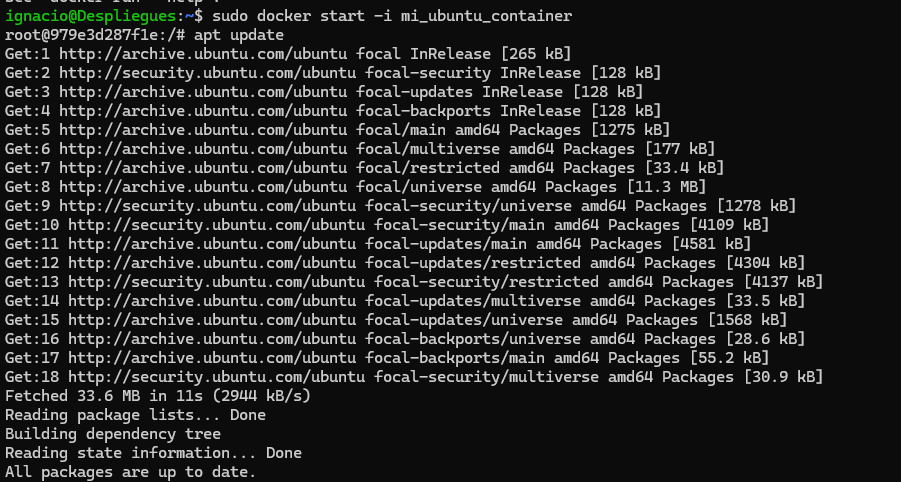 ignacio@Despliegues:~$ sudo docker start -i mi_ubuntu_container
root@979e3d287f1e:/# apt update
Get:1 http://archive.ubuntu.com/ubuntu focal InRelease [265 kB]
Get:2 http://security.ubuntu.com/ubuntu focal-security InRelease [128 kB]
Get:3 http://archive.ubuntu.com/ubuntu focal-updates InRelease [128 kB]
Get:4 http://archive.ubuntu.com/ubuntu focal-backports InRelease [128 kB]
Get:5 http://archive.ubuntu.com/ubuntu focal/main amd64 Packages [1275 kB]
Get:6 http://archive.ubuntu.com/ubuntu focal/multiverse amd64 Packages [177 kB]
Get:7 http://archive.ubuntu.com/ubuntu focal/restricted amd64 Packages [33.4 kB]
Get:8 http://archive.ubuntu.com/ubuntu focal/universe amd64 Packages [11.3 MB]
Get:9 http://security.ubuntu.com/ubuntu focal-security/universe amd64 Packages [1278 kB]
Get:10 http://security.ubuntu.com/ubuntu focal-security/main amd64 Packages [4109 kB]
Get:11 http://archive.ubuntu.com/ubuntu focal-updates/main amd64 Packages [4581 kB]
Get:12 http://archive.ubuntu.com/ubuntu focal-updates/restricted amd64 Packages [4304 kB]
Get:13 http://security.ubuntu.com/ubuntu focal-security/restricted amd64 Packages [4137 kB]
Get:14 http://archive.ubuntu.com/ubuntu focal-updates/multiverse amd64 Packages [33.5 kB]
Get:15 http://archive.ubuntu.com/ubuntu focal-updates/universe amd64 Packages [1568 kB]
Get:16 http://archive.ubuntu.com/ubuntu focal-backports/universe amd64 Packages [28.6 kB]
Get:17 http://archive.ubuntu.com/ubuntu focal-backports/main amd64 Packages [55.2 kB]
Get:18 http://security.ubuntu.com/ubuntu focal-security/multiverse amd64 Packages [30.9 kB]
Fetched 33.6 MB in 11s (2944 kB/s)
Reading package lists... Done
Building dependency tree
Reading state information... Done
All packages are up to date.